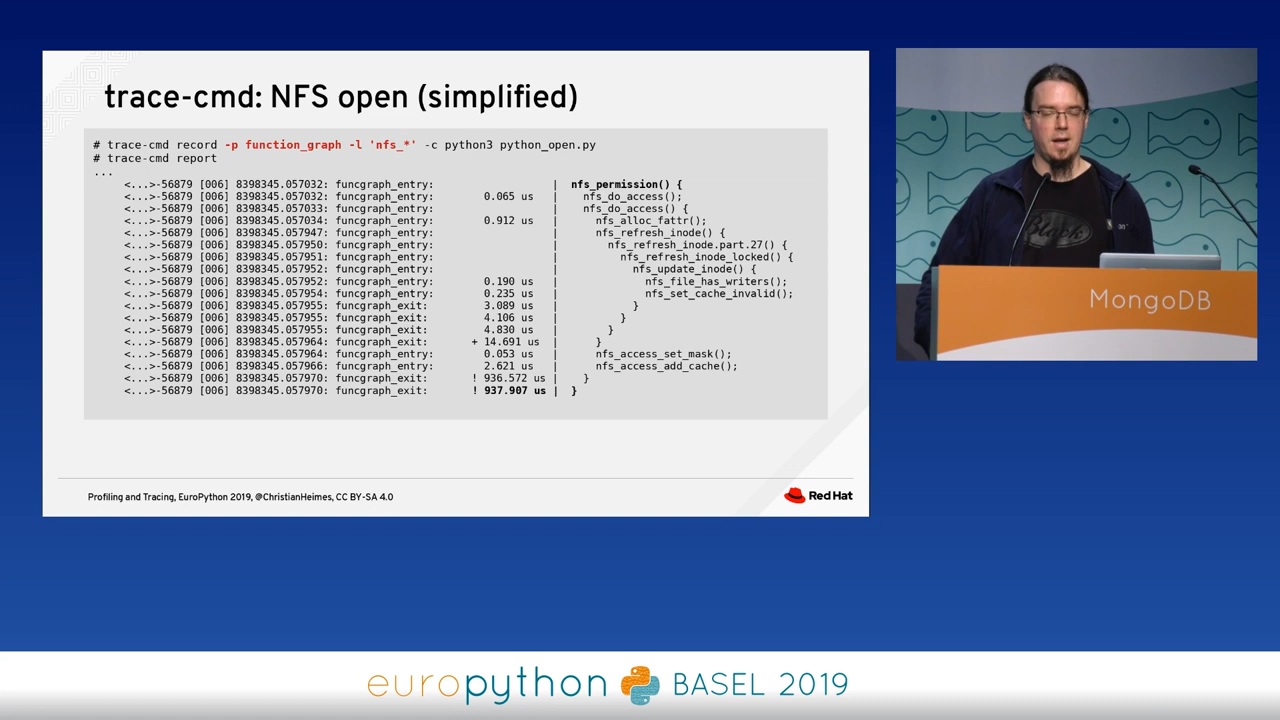 trace-cmd: NFS open (simplified)
# trace-cmd record -p function_graph -l 'nfs_*' -c python3 python_open.py
# trace-cmd report
...
<...>-56879 [006] 8398345.057032: funcgraph_entry: | nfs_permission() {
<...>-56879 [006] 8398345.057032: funcgraph_entry: 0.065 us | nfs_do_access();
<...>-56879 [006] 8398345.057033: funcgraph_entry: | nfs_do_access() {
<...>-56879 [006] 8398345.057034: funcgraph_entry: 0.912 us | nfs_alloc_fattr();
<...>-56879 [006] 8398345.057947: funcgraph_entry: | nfs_refresh_inode() {
<...>-56879 [006] 8398345.057950: funcgraph_entry: | nfs_refresh_inode.part.27() {
<...>-56879 [006] 8398345.057951: funcgraph_entry: | nfs_refresh_inode_locked() {
<...>-56879 [006] 8398345.057952: funcgraph_entry: | nfs_update_inode() {
<...>-56879 [006] 8398345.057952: funcgraph_entry: 0.190 us | nfs_file_has_writers();
<...>-56879 [006] 8398345.057954: funcgraph_entry: 0.235 us | nfs_set_cache_invalid();
<...>-56879 [006] 8398345.057955: funcgraph_exit: 3.089 us | }
<...>-56879 [006] 8398345.057955: funcgraph_exit: 4.106 us | }
<...>-56879 [006] 8398345.057955: funcgraph_exit: 4.830 us | }
<...>-56879 [006] 8398345.057964: funcgraph_exit: + 14.691 us | }
<...>-56879 [006] 8398345.057964: funcgraph_entry: 0.053 us | nfs_access_set_mask();
<...>-56879 [006] 8398345.057966: funcgraph_entry: 2.621 us | nfs_access_add_cache();
<...>-56879 [006] 8398345.057970: funcgraph_exit: ! 936.572 us | }
<...>-56879 [006] 8398345.057970: funcgraph_exit: ! 937.907 us | }
Profiling and Tracing, EuroPython 2019, @ChristianHeimes, CC BY-SA 4.0
Red Hat
Black
MongoDB
europython BASEL 2019